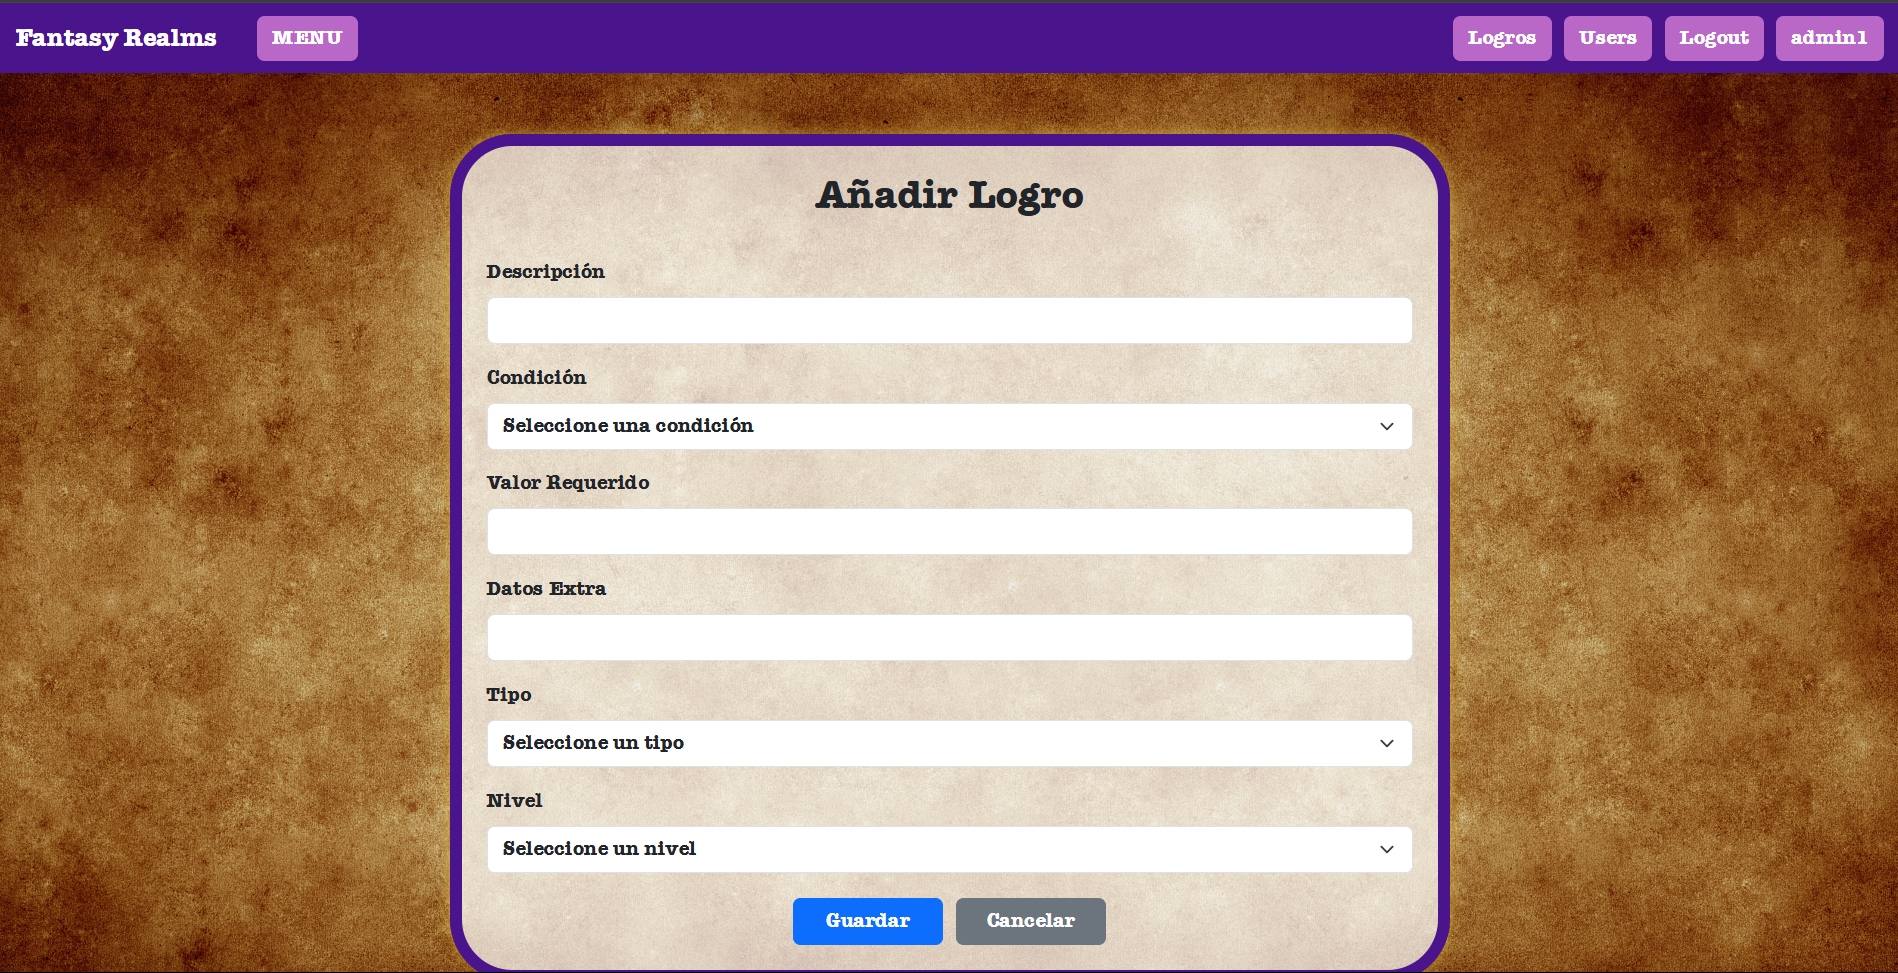 Fantasy Realms MENU Logros Users Logout admin1
Añadir Logro
Descripción
Condición
Seleccione una condición
Valor Requerido
Datos Extra
Tipo
Seleccione un tipo
Nivel
Seleccione un nivel
Guardar Cancelar